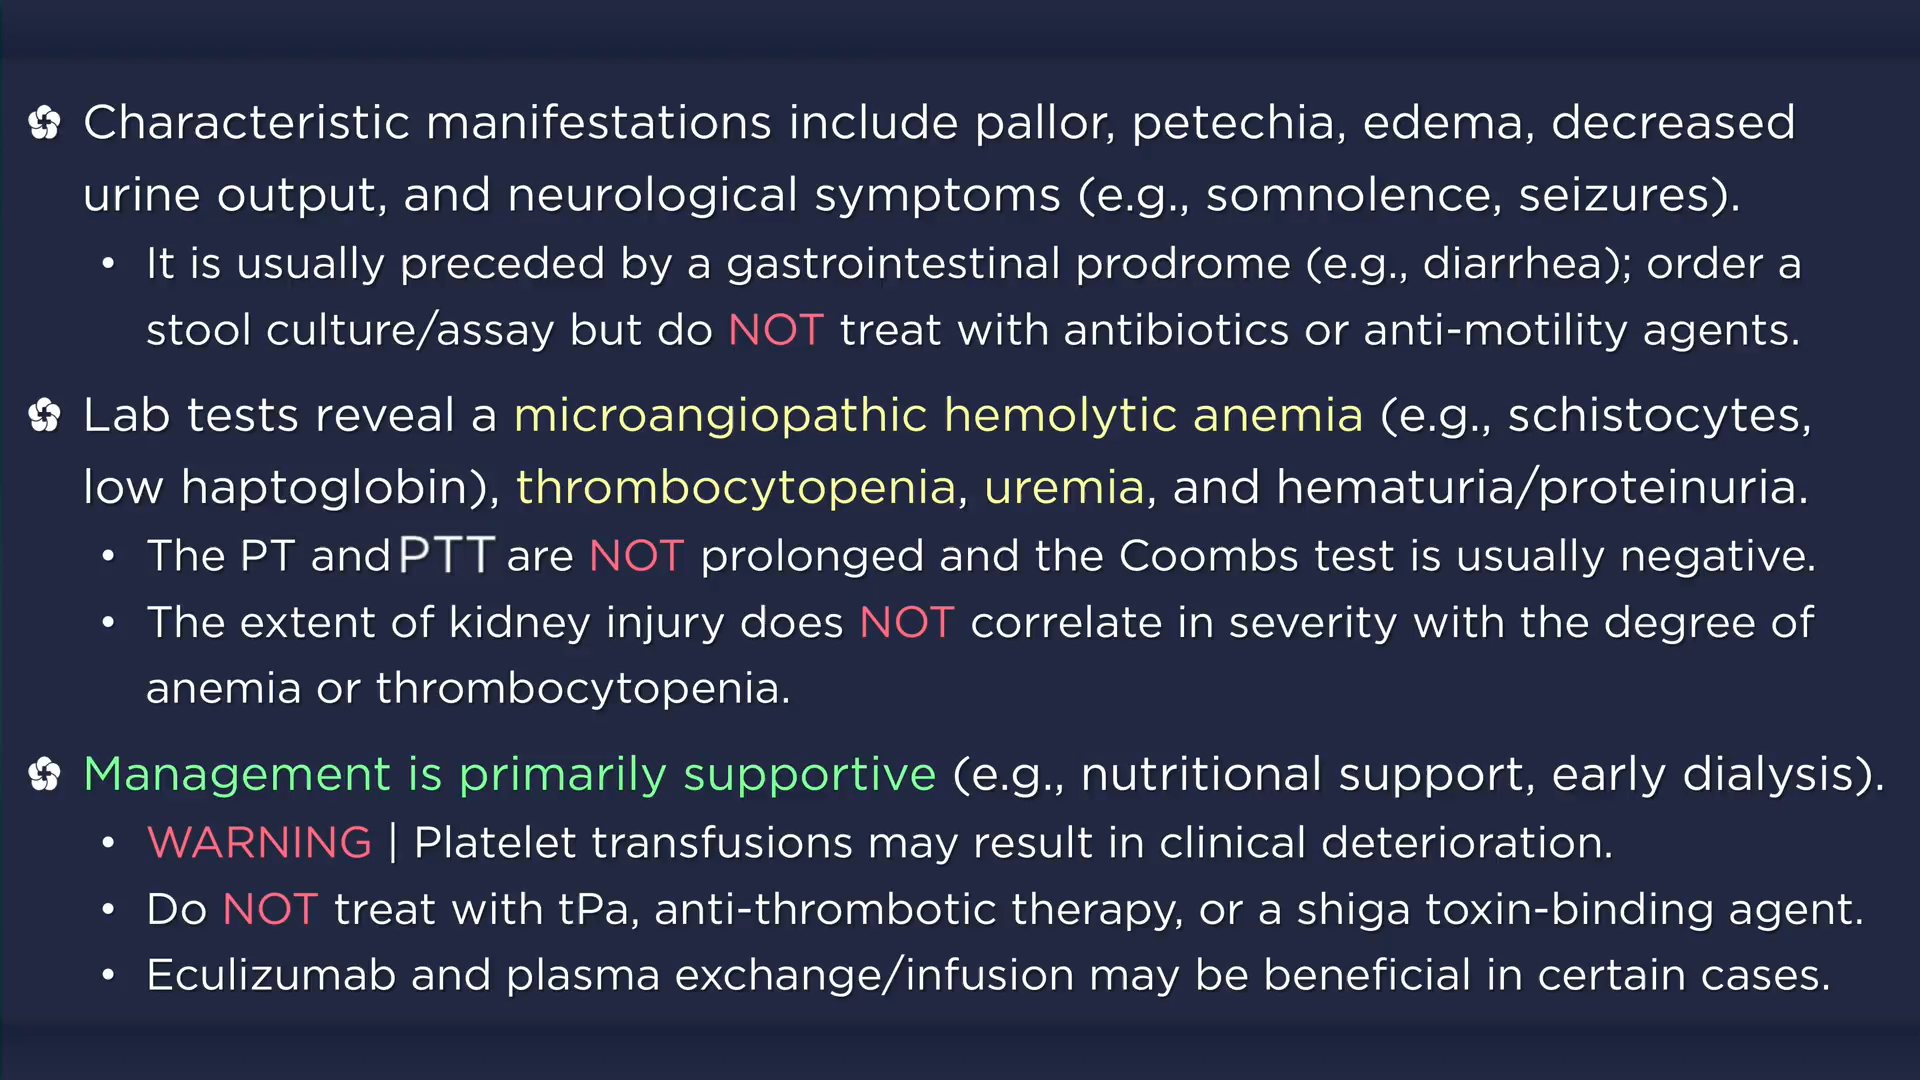 Characteristic manifestations include pallor, petechia, edema, decreased
urine output, and neurological symptoms (e.g., somnolence, seizures).
• It is usually preceded by a gastrointestinal prodrome (e.g., diarrhea); order a
stool culture/assay but do NOT treat with antibiotics or anti-motility agents.
Lab tests reveal a microangiopathic hemolytic anemia (e.g., schistocytes,
low haptoglobin), thrombocytopenia, uremia, and hematuria/proteinuria.
• The PT and PTT are NOT prolonged and the Coombs test is usually negative.
• The extent of kidney injury does NOT correlate in severity with the degree of
anemia or thrombocytopenia.
Management is primarily supportive (e.g., nutritional support, early dialysis).
• WARNING | Platelet transfusions may result in clinical deterioration.
• Do NOT treat with tPa, anti-thrombotic therapy, or a shiga toxin-binding agent.
• Eculizumab and plasma exchange/infusion may be beneficial in certain cases.